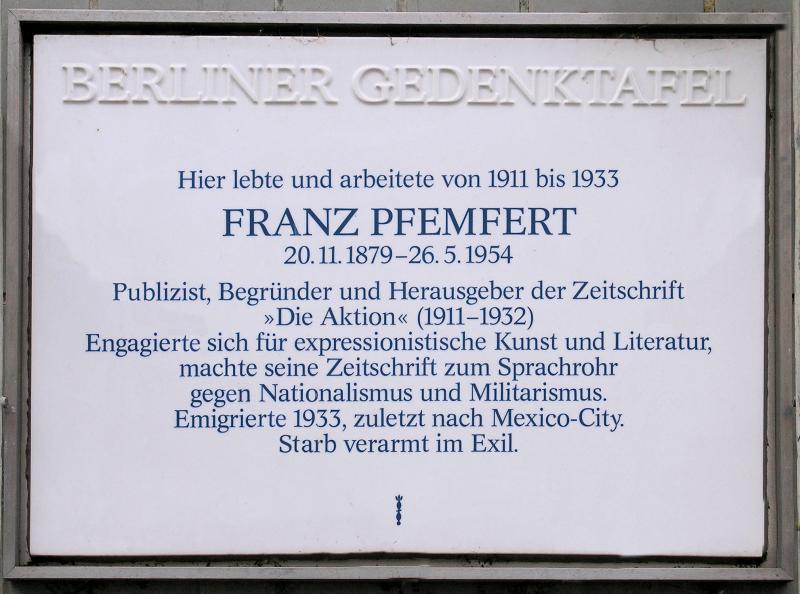 BERLINER GEDENKTAFEL
Hier lebte und arbeitete von 1911 bis 1933
FRANZ PFEMFERT
20.11.1879–26.5.1954
Publizist, Begründer und Herausgeber der Zeitschrift
»Die Aktion« (1911–1932)
Engagierte sich für expressionistische Kunst und Literatur,
machte seine Zeitschrift zum Sprachrohr
gegen Nationalismus und Militarismus.
Emigrierte 1933, zuletzt nach Mexico-City.
Starb verarmt im Exil.